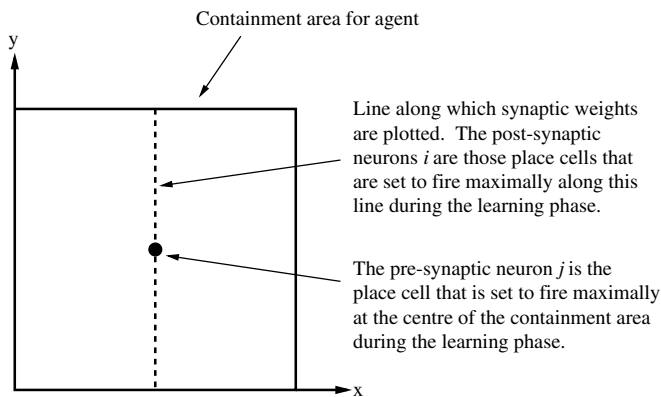 Containment area for agent
y
Line along which synaptic weights
are plotted.  The post-synaptic
neurons i are those place cells that
are set to fire maximally along this
line during the learning phase.
The pre-synaptic neuron j is the
place cell that is set to fire maximally
at the centre of the containment area
during the learning phase.
x